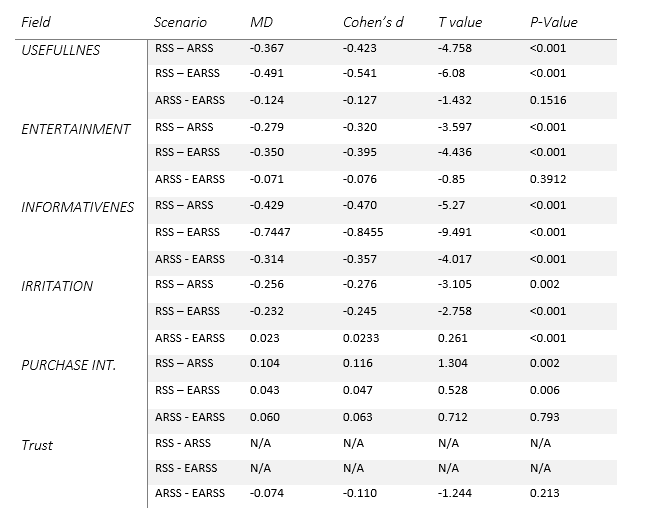 Field Scenario MD Cohen's d T value P-Value
USEFULLNES RSS – ARSS -0.367 -0.423 -4.758 <0.001
RSS – EARSS -0.491 -0.541 -6.08 <0.001
ARSS - EARSS -0.124 -0.127 -1.432 0.1516
ENTERTAINMENT RSS – ARSS -0.279 -0.320 -3.597 <0.001
RSS – EARSS -0.350 -0.395 -4.436 <0.001
ARSS - EARSS -0.071 -0.076 -0.85 0.3912
INFORMATIVENES RSS – ARSS -0.429 -0.470 -5.27 <0.001
RSS – EARSS -0.7447 -0.8455 -9.491 <0.001
ARSS - EARSS -0.314 -0.357 -4.017 <0.001
IRRITATION RSS – ARSS -0.256 -0.276 -3.105 0.002
RSS – EARSS -0.232 -0.245 -2.758 <0.001
ARSS - EARSS 0.023 0.0233 0.261 <0.001
PURCHASE INT. RSS – ARSS 0.104 0.116 1.304 0.002
RSS – EARSS 0.043 0.047 0.528 0.006
ARSS - EARSS 0.060 0.063 0.712 0.793
Trust RSS - ARSS N/A N/A N/A N/A
RSS - EARSS N/A N/A N/A N/A
ARSS - EARSS -0.074 -0.110 -1.244 0.213